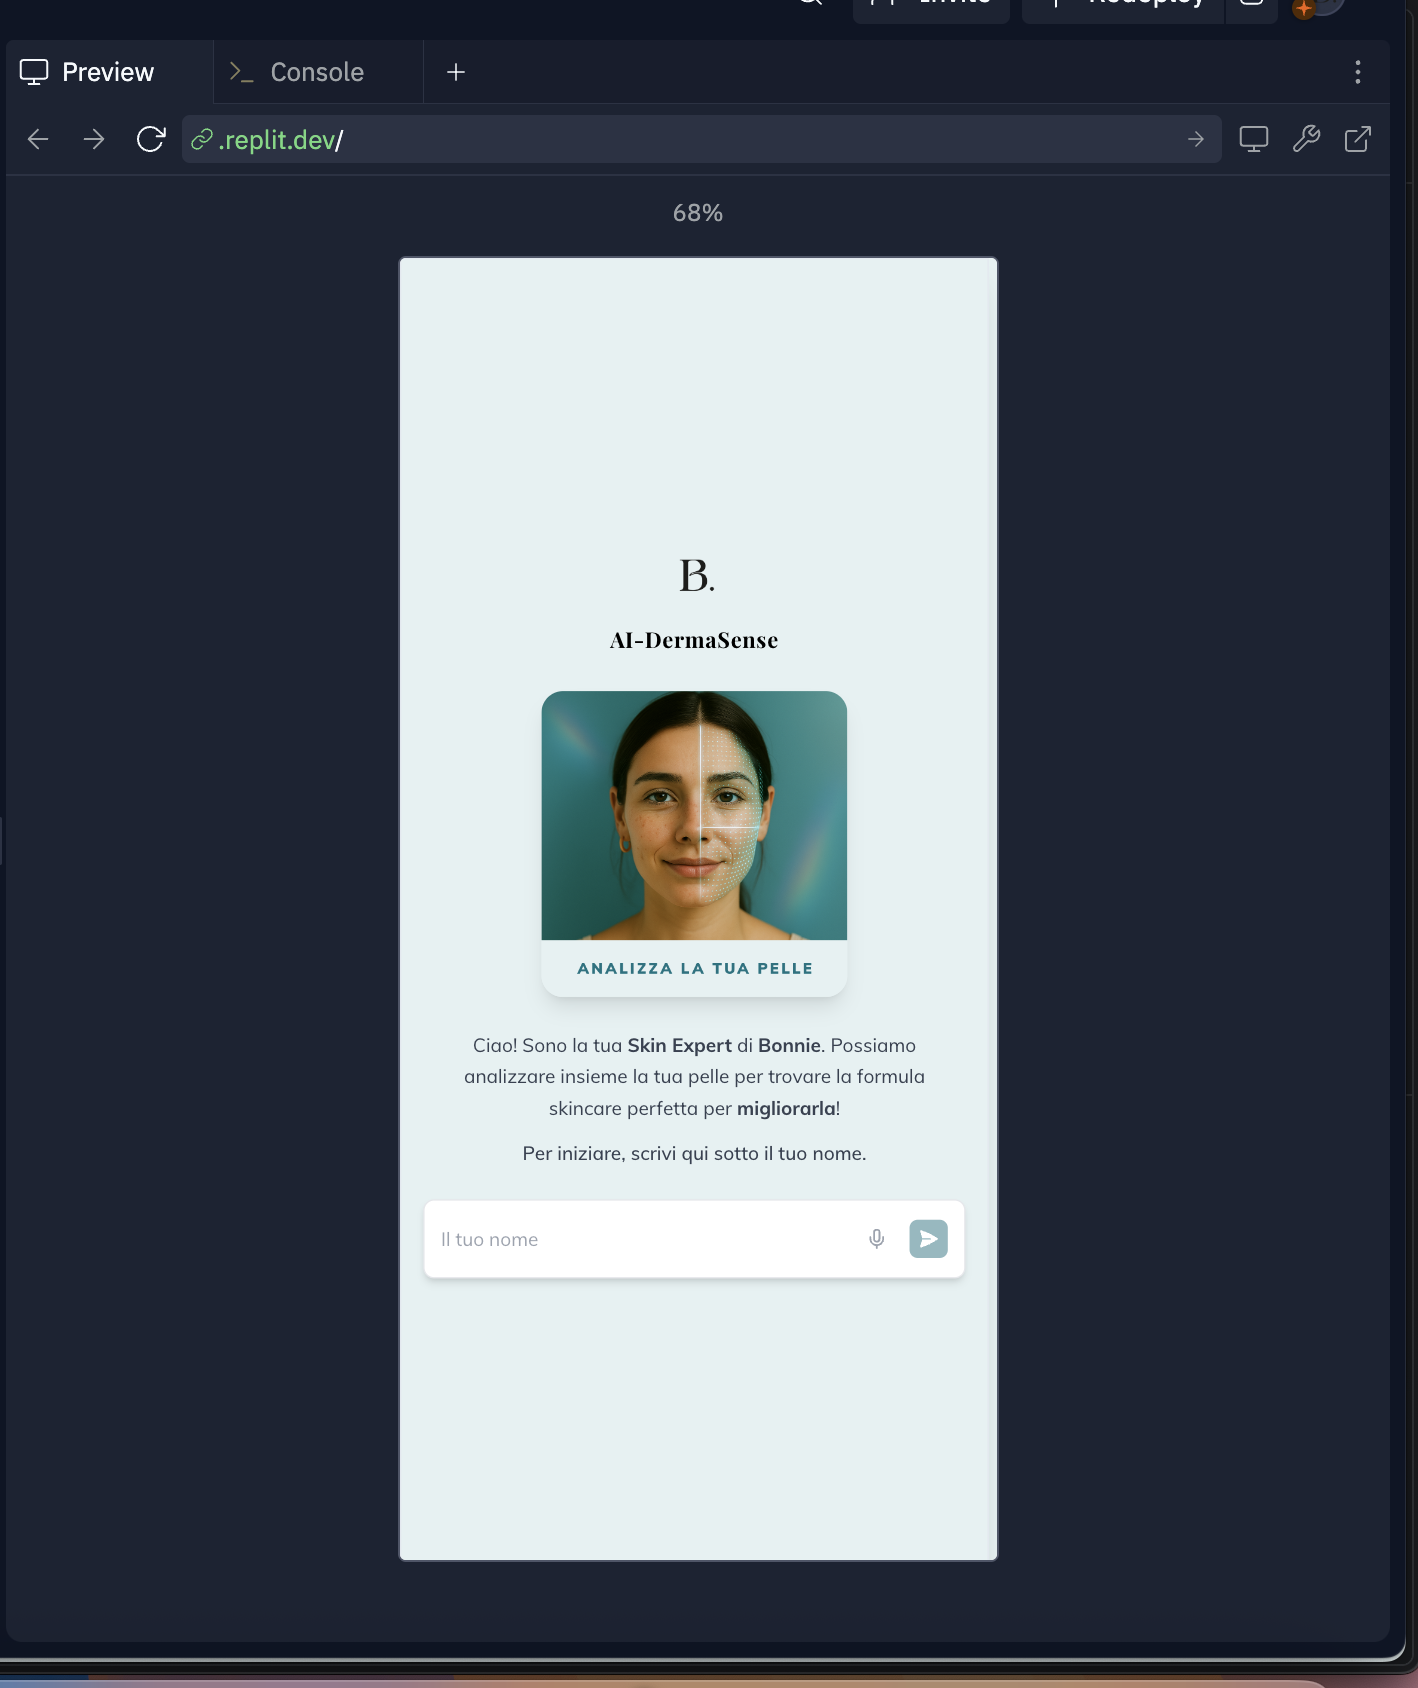 Invite
Redeploy
Preview
Console
.replit.dev/
68%
B.
AI-DermaSense
ANALIZZA LA TUA PELLE
Ciao! Sono la tua Skin Expert di Bonnie. Possiamo
analizzare insieme la tua pelle per trovare la formula
skincare perfetta per migliorarla!
Per iniziare, scrivi qui sotto il tuo nome.
Il tuo nome